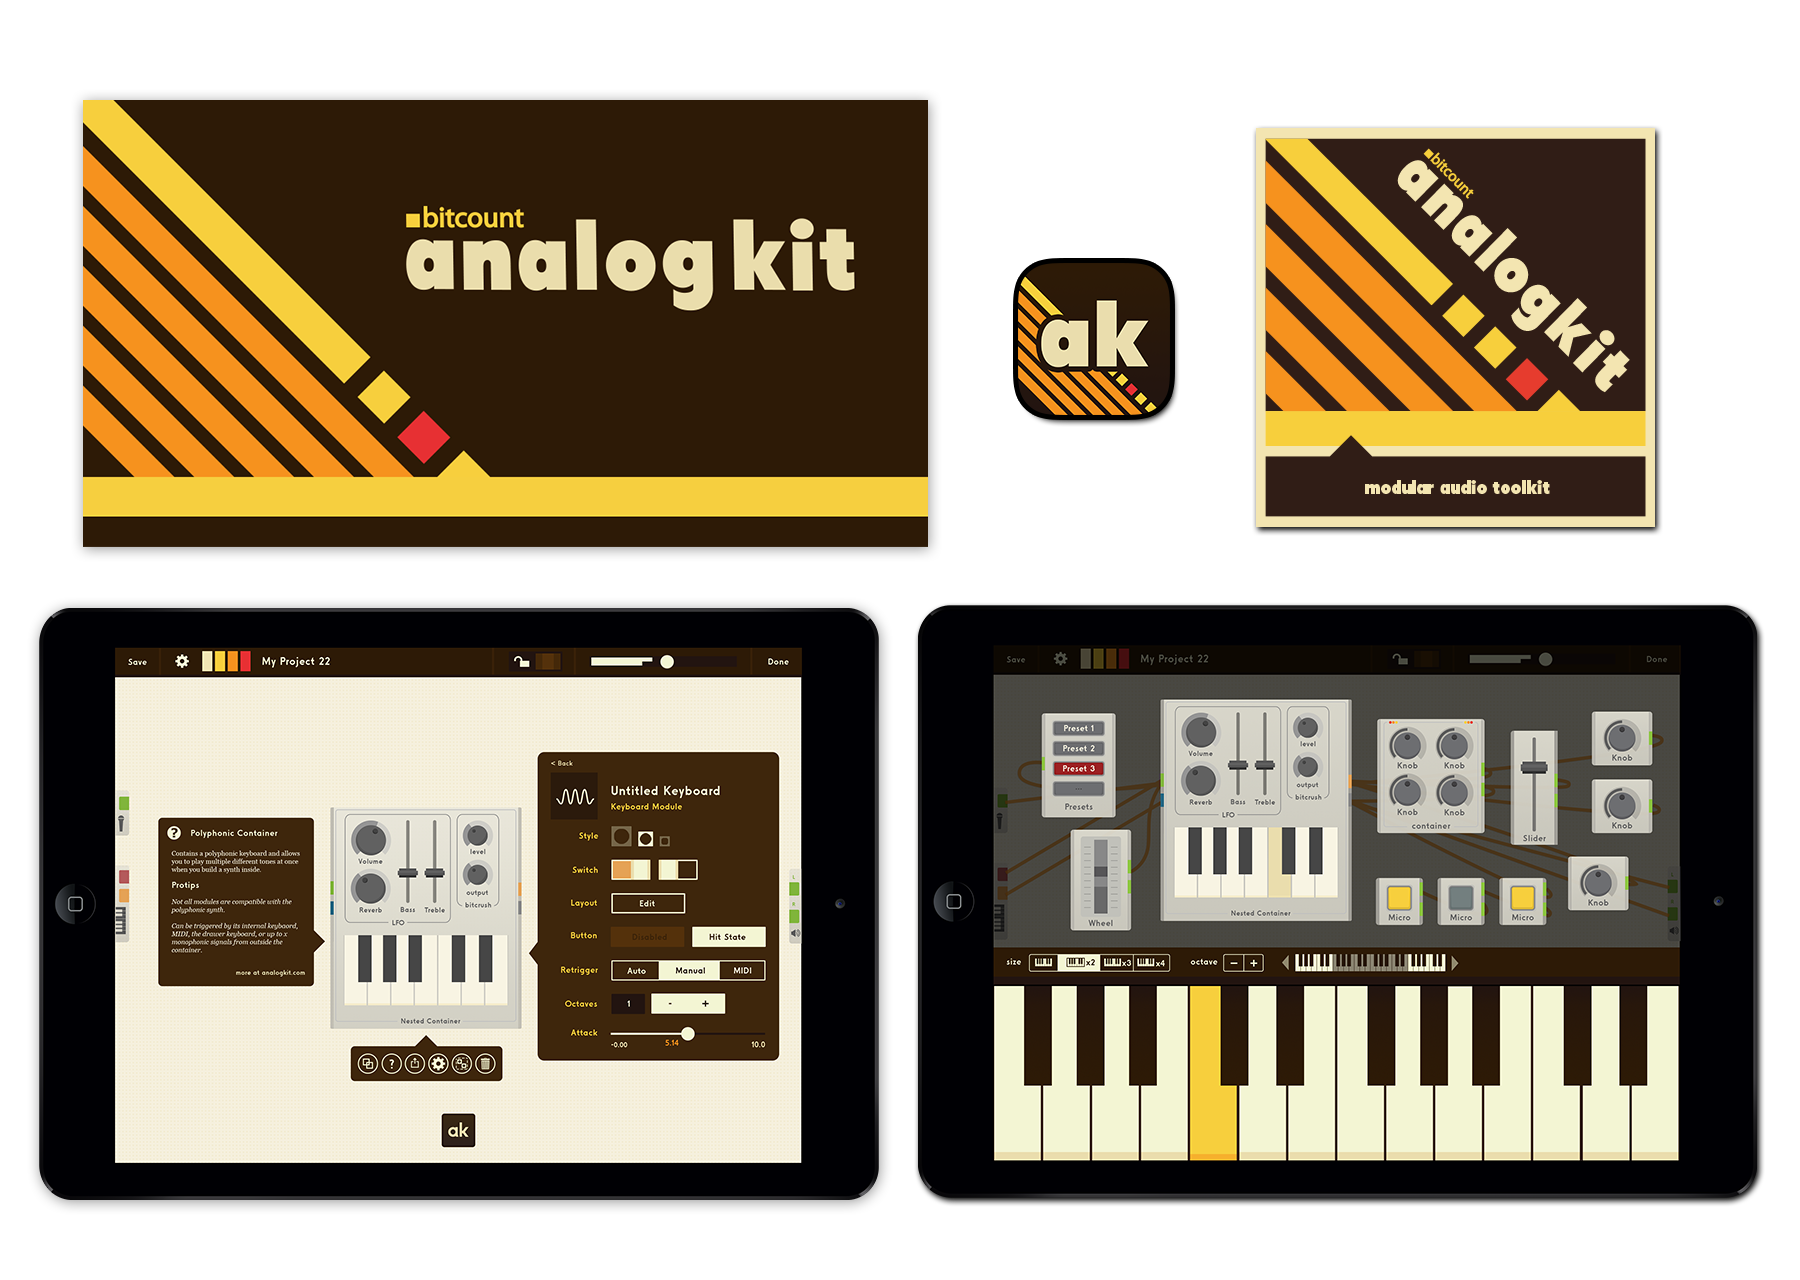 bitcount
analog kit
ak
bitcount
analog kit
modular audio toolkit
Save
My Project 22
Done
? Polyphonic Container
Contains a polyphonic keyboard and allows
you to play multiple different tones at once
when you build a synth inside.
Protips
Not all modules are compatible with the
polyphonic synth.
Can be triggered by its internal keybaord,
MIDI, the drawer keyboard, or up to x
monophonic signals from outside the
container.
more at analogkit.com
Volume
level
Reverb
Bass
Treble
output
bitcrush
LFO
Nested Container
?
ak
< Back
Untitled Keyboard
Keyboard Module
Style
Switch
Layout
Edit
Button
Disabled
Hit State
Retrigger
Auto
Manual
MIDI
Octaves
1
- +
Attack
-0.00
5.14
10.0
Save
My Project 22
Done
Preset 1
Preset 2
Preset 3
Presets
Wheel
Volume
level
Reverb
Bass
Treble
output
bitcrush
LFO
Nested Container
Knob
Knob
Knob
Knob
container
Slider
Knob
Knob
Knob
Micro
Micro
Micro
size
x2
x3
x4
octave
- +